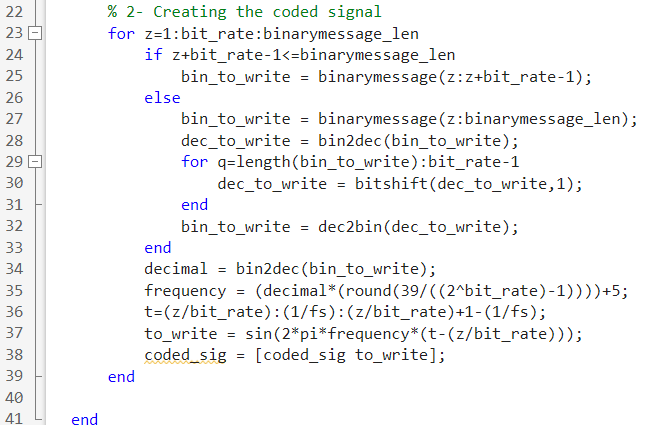 22 % 2- Creating the coded signal
23 for z=1:bit_rate:binarymessage_len
24 if z+bit_rate-1<=binarymessage_len
25 bin_to_write = binarymessage(z:z+bit_rate-1);
26 else
27 bin_to_write = binarymessage(z:binarymessage_len);
28 dec_to_write = bin2dec(bin_to_write);
29 for q=length(bin_to_write):bit_rate-1
30 dec_to_write = bitshift(dec_to_write,1);
31 end
32 bin_to_write = dec2bin(dec_to_write);
33 end
34 decimal = bin2dec(bin_to_write);
35 frequency = (decimal*(round(39/((2^bit_rate)-1))))+5;
36 t=(z/bit_rate):(1/fs):(z/bit_rate)+1-(1/fs);
37 to_write = sin(2*pi*frequency*(t-(z/bit_rate)));
38 coded_sig = [coded_sig to_write];
39 end
40
41 end